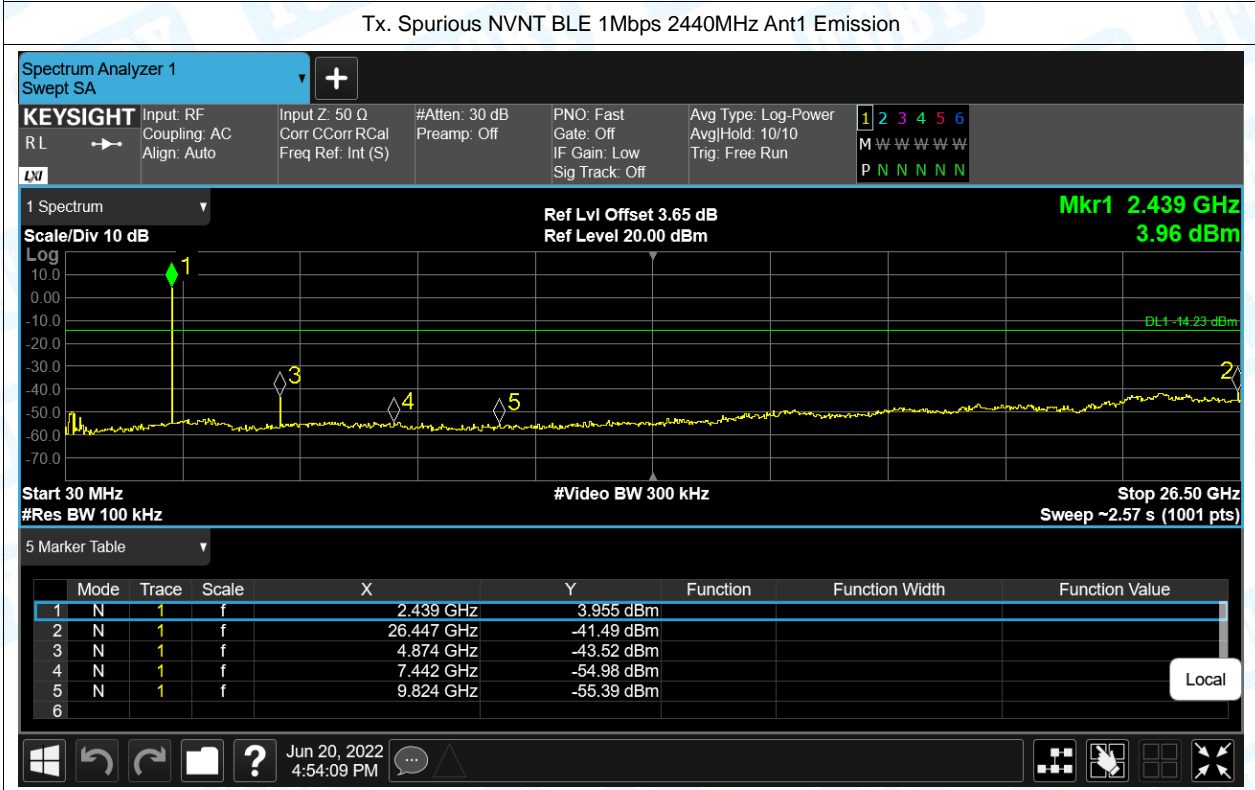 Tx. Spurious NVNT BLE 1Mbps 2440MHz Ant1 Emission
Spectrum Analyzer 1
Swept SA
KEYSIGHT
R L
LXI
Input: RF
Coupling: AC
Align: Auto
Input Z: 50 Ω
Corr CCorr RCal
Freq Ref: Int (S)
#Atten: 30 dB
Preamp: Off
PNO: Fast
Gate: Off
IF Gain: Low
Sig Track: Off
Avg Type: Log-Power
Avg|Hold: 10/10
Trig: Free Run
1 2 3 4 5 6
M W W W W W
P N N N N N
1 Spectrum
Scale/Div 10 dB
Ref Lvl Offset 3.65 dB
Ref Level 20.00 dBm
Mkr1 2.439 GHz
3.96 dBm
Log
10.0
0.00
-10.0
-20.0
-30.0
-40.0
-50.0
-60.0
-70.0
1
DL1 -14.23 dBm
2
3
4
5
Start 30 MHz
#Res BW 100 kHz
#Video BW 300 kHz
Stop 26.50 GHz
Sweep ~2.57 s (1001 pts)
5 Marker Table
Mode Trace Scale X Y Function Function Width Function Value
1 N 1 f 2.439 GHz 3.955 dBm
2 N 1 f 26.447 GHz -41.49 dBm
3 N 1 f 4.874 GHz -43.52 dBm
4 N 1 f 7.442 GHz -54.98 dBm
5 N 1 f 9.824 GHz -55.39 dBm
6
Local
?
Jun 20, 2022
4:54:09 PM